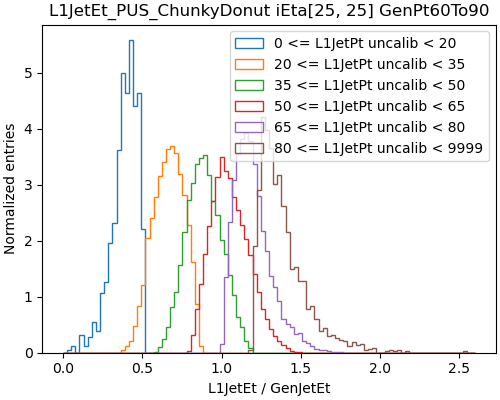 L1JetEt_PUS_ChunkyDonut iEta[25, 25] GenPt60To90
0 <= L1JetPt uncalib < 20
20 <= L1JetPt uncalib < 35
35 <= L1JetPt uncalib < 50
50 <= L1JetPt uncalib < 65
65 <= L1JetPt uncalib < 80
80 <= L1JetPt uncalib < 9999
Normalized entries
5
4
3
2
1
0
0.0 0.5 1.0 1.5 2.0 2.5
L1JetEt / GenJetEt